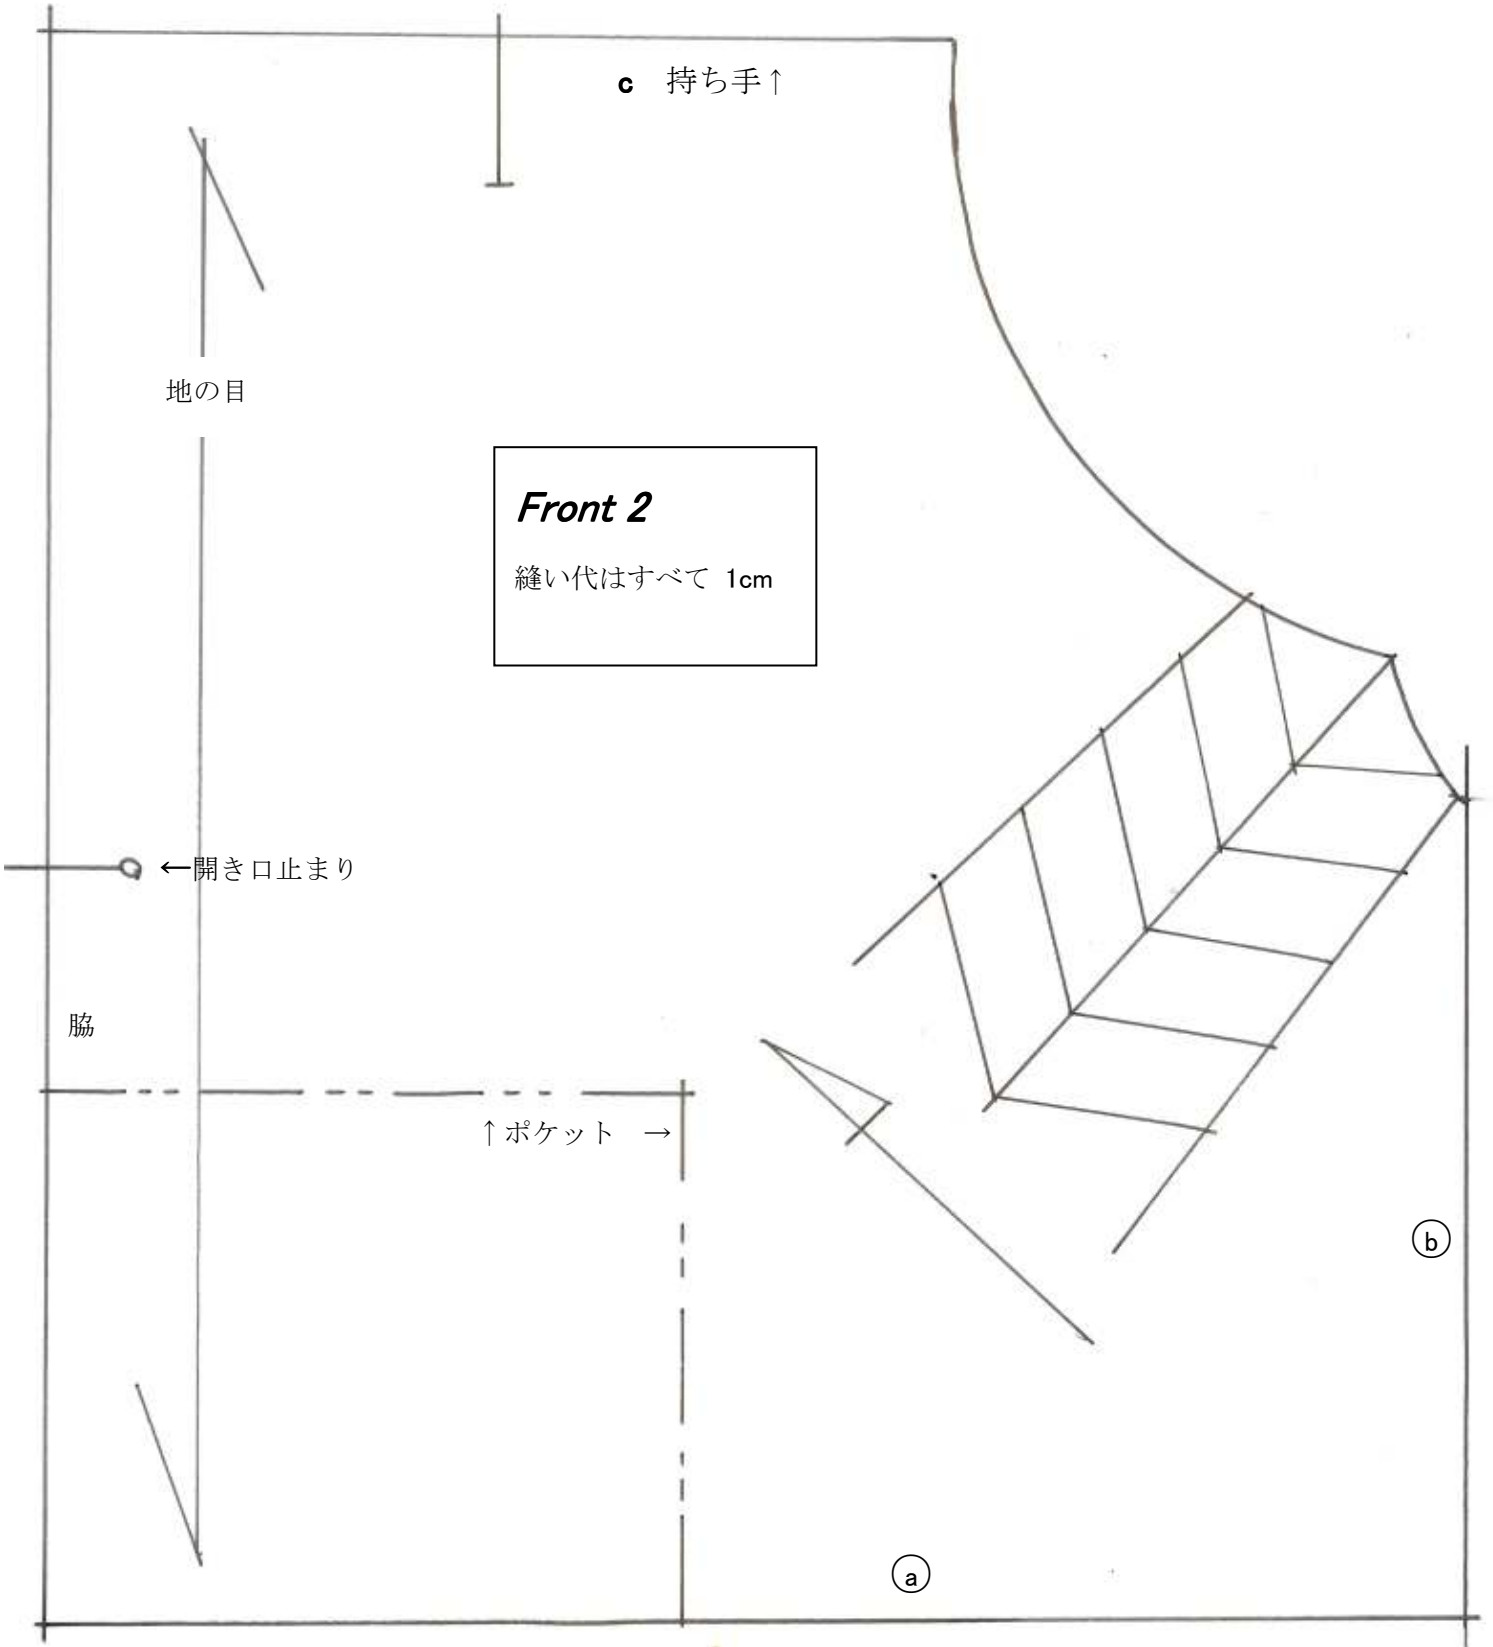 c 持ち手↑
地の目
Front 2
縫い代はすべて 1cm
←開き口止まり
脇
↑ポケット →
b
a